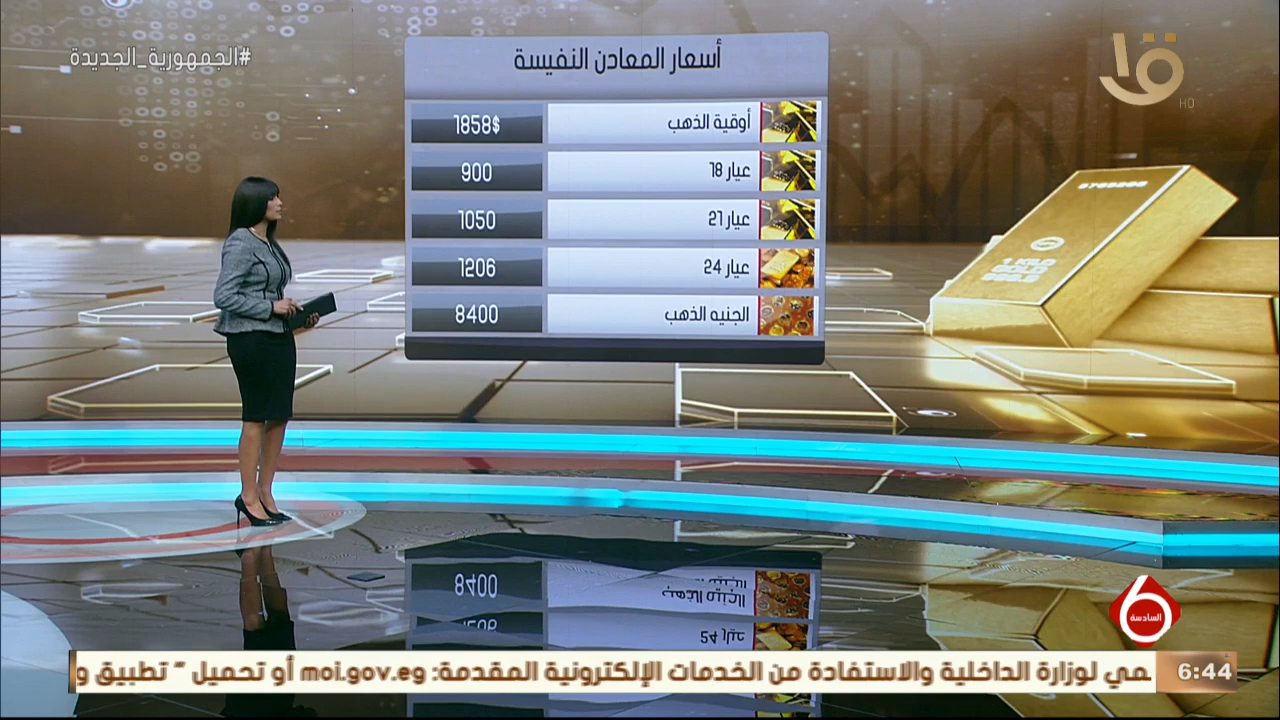 #الجمهورية_الجديدة
HD
أسعار المعادن النفيسة
أوقية الذهب 1858$
عيار 18 900
عيار 21 1050
عيار 24 1206
الجنيه الذهب 8400
السادسة
6:44
ـمي لوزارة الداخلية والاستفادة من الخدمات الإلكترونية المقدمة: moi.gov.eg أو تحميل " تطبيق و